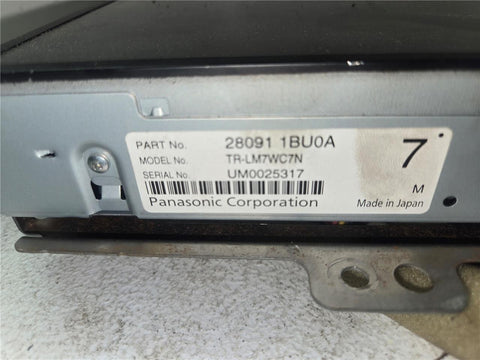 PART No. 28091 1BU0A
MODEL No. TR-LM7WC7N
SERIAL No. UM0025317
7
M
Panasonic Corporation
Made in Japan